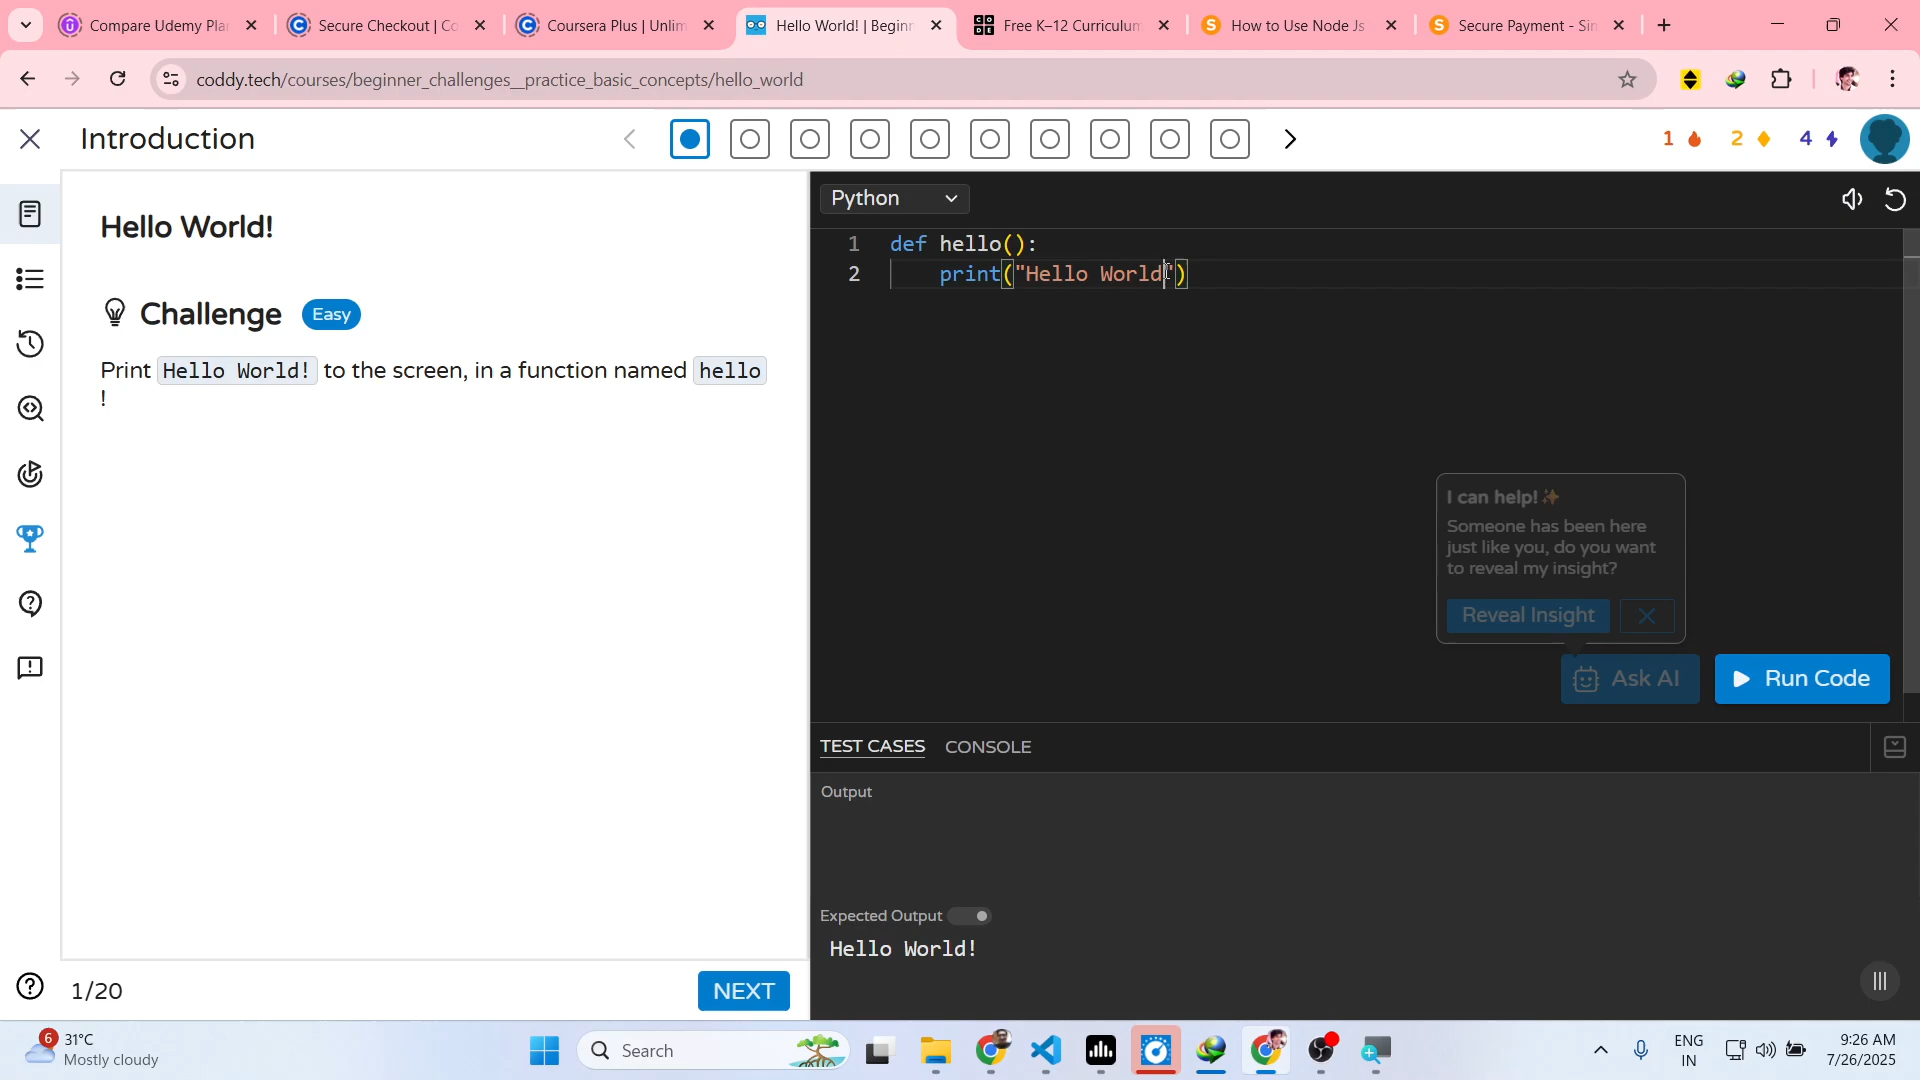 Compare Udemy Plan
Secure Checkout | Co
Coursera Plus | Unlim
Hello World! | Beginn
Free K–12 Curriculum
How to Use Node Js
Secure Payment - Sin
coddy.tech/courses/beginner_challenges__practice_basic_concepts/hello_world
Introduction
1
2
4
Hello World!
Challenge Easy
Print Hello World! to the screen, in a function named hello
!
1/20
NEXT
Python
1 def hello():
2 print("Hello World")
I can help!✨
Someone has been here
just like you, do you want
to reveal my insight?
Reveal Insight
Ask AI
Run Code
TEST CASES CONSOLE
Output
Expected Output
Hello World!
6
31°C
Mostly cloudy
Search
ENG
IN
9:26 AM
7/26/2025